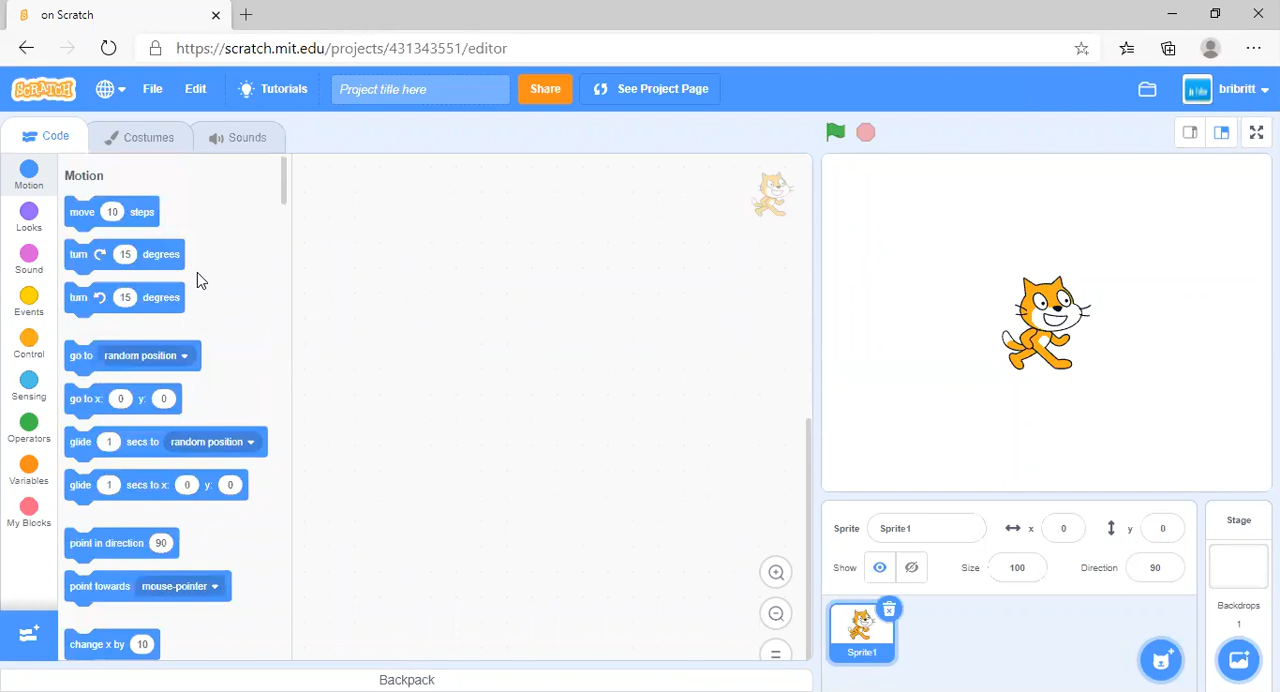 on Scratch
https://scratch.mit.edu/projects/431343551/editor
SCRATCH
File
Edit
Tutorials
Project title here
Share
See Project Page
bribritt
Code
Costumes
Sounds
Motion
Looks
Sound
Events
Control
Sensing
Operators
Variables
My Blocks
Motion
move 10 steps
turn 15 degrees
turn 15 degrees
go to random position
go to x: 0 y: 0
glide 1 secs to random position
glide 1 secs to x: 0 y: 0
point in direction 90
point towards mouse-pointer
change x by 10
Sprite Sprite1 x 0 y 0
Show Size 100 Direction 90
Sprite1
Stage
Backdrops
1
Backpack